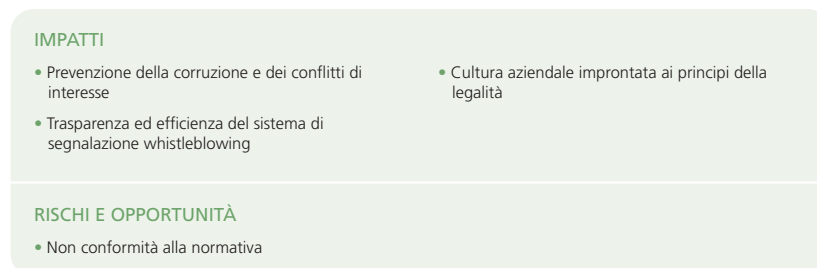 IMPATTI
• Prevenzione della corruzione e dei conflitti di
interesse
• Trasparenza ed efficienza del sistema di
segnalazione whistleblowing
• Cultura aziendale improntata ai principi della
legalità
RISCHI E OPPORTUNITÀ
• Non conformità alla normativa